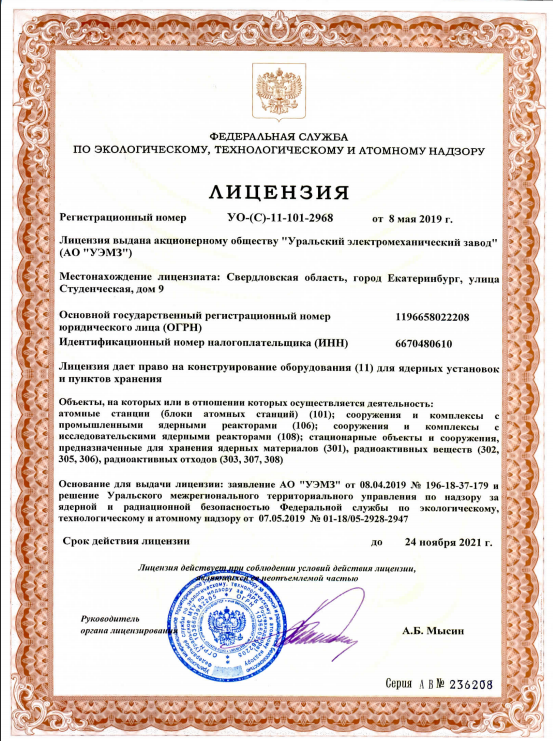 ФЕДЕРАЛЬНАЯ СЛУЖБА
ПО ЭКОЛОГИЧЕСКОМУ, ТЕХНОЛОГИЧЕСКОМУ И АТОМНОМУ НАДЗОРУ
ЛИЦЕНЗИЯ
Регистрационный номер УО-(С)-11-101-2968 от 8 мая 2019 г.
Лицензия выдана акционерному обществу "Уральский электромеханический завод"
(АО "УЭМЗ")
Местонахождение лицензиата: Свердловская область, город Екатеринбург, улица
Студенческая, дом 9
Основной государственный регистрационный номер 1196658022208
юридического лица (ОГРН)
Идентификационный номер налогоплательщика (ИНН) 6670480610
Лицензия дает право на конструирование оборудования (11) для ядерных установок
и пунктов хранения
Объекты, на которых или в отношении которых осуществляется деятельность:
атомные станции (блоки атомных станций) (101); сооружения и комплексы с
промышленными ядерными реакторами (106); сооружения и комплексы с
исследовательскими ядерными реакторами (108); стационарные объекты и сооружения,
предназначенные для хранения ядерных материалов (301), радиоактивных веществ (302,
305, 306), радиоактивных отходов (303, 307, 308)
Основание для выдачи лицензии: заявление АО "УЭМЗ" от 08.04.2019 № 196-18-37-179 и
решение Уральского межрегионального территориального управления по надзору за
ядерной и радиационной безопасностью Федеральной службы по экологическому,
технологическому и атомному надзору от 07.05.2019 № 01-18/05-2928-2947
Срок действия лицензии до 24 ноября 2021 г.
Лицензия действует при соблюдении условий действия лицензии,
являющихся ее неотъемлемой частью
Руководитель
органа лицензирования А.Б. Мысин
Серия АВ № 236208